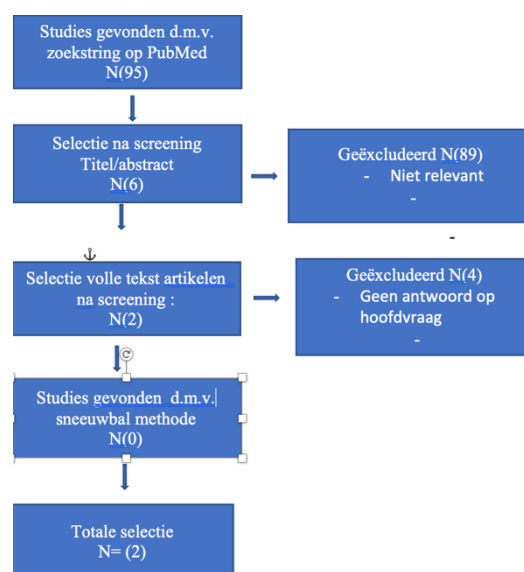 Studies gevonden d.m.v.
zoekstring op PubMed
N(95)
Selectie na screening
Titel/abstract
N(6)
Geëxcludeerd N(89)
- Niet relevant
-
-
Selectie volle tekst artikelen
na screening :
N(2)
Geëxcludeerd N(4)
- Geen antwoord op
hoofdvraag
-
Studies gevonden d.m.v.
sneeuwbal methode
N(0)
Totale selectie
N= (2)